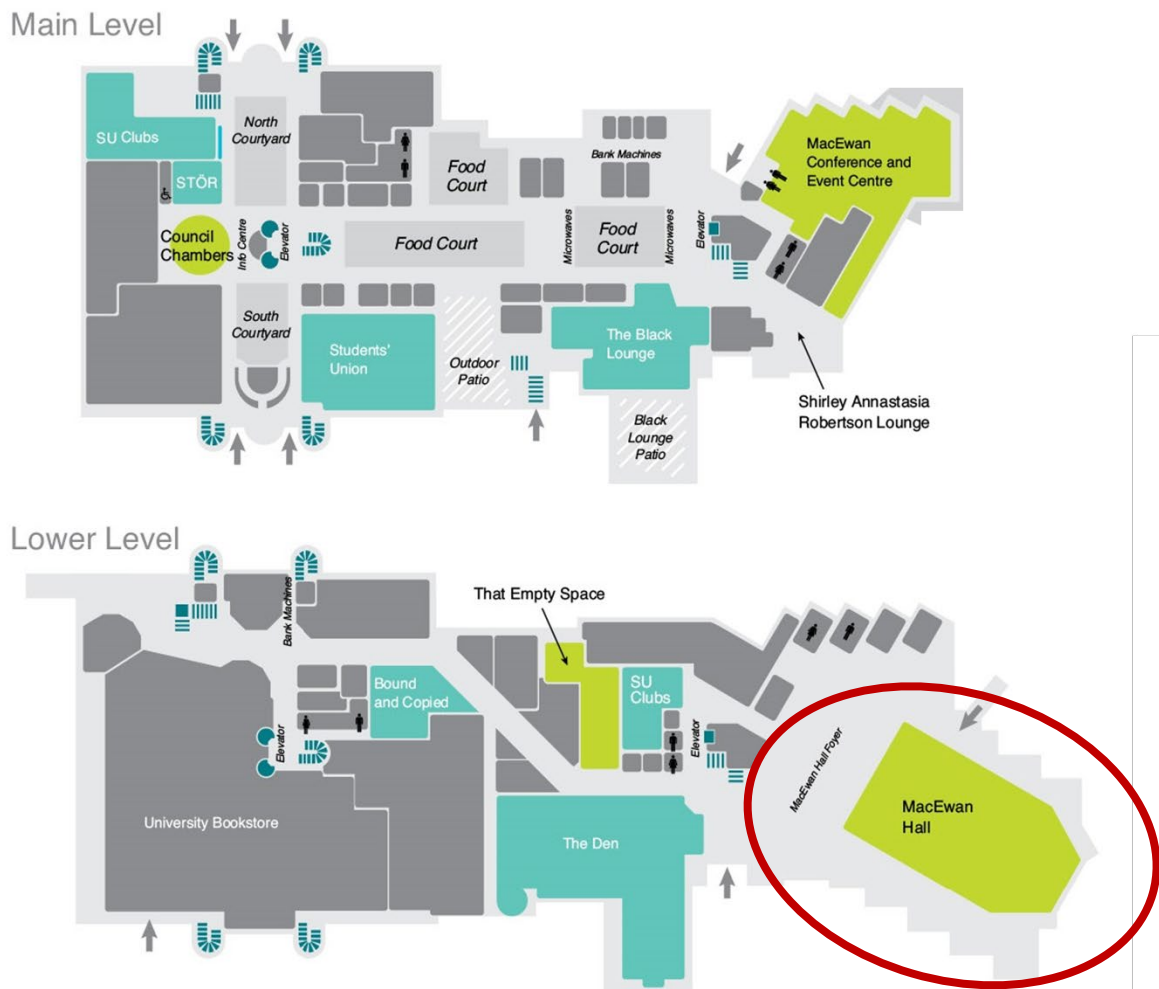 Main Level
SU Clubs
North
Courtyard
STÖR
Council
Chambers
Info Centre
Elevator
Food
Court
Food Court
Bank Machines
Microwaves
Food
Court
Microwaves
Elevator
MacEwan
Conference and
Event Centre
South
Courtyard
Students'
Union
Outdoor
Patio
The Black
Lounge
Black
Lounge
Patio
Shirley Annastasia
Robertson Lounge
Lower Level
Bank Machines
That Empty Space
Bound
and Copied
SU
Clubs
Elevator
Elevator
MacEwan Hall Foyer
MacEwan
Hall
University Bookstore
The Den